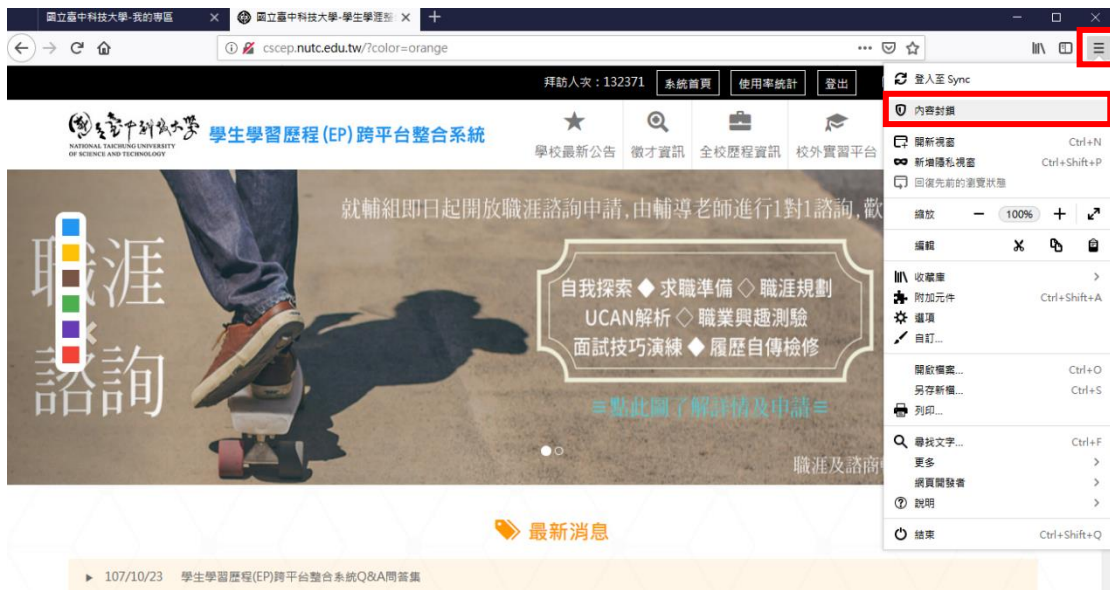 國立臺中科技大學-我的專區
國立臺中科技大學-學生學涯歷
cscep.nutc.edu.tw/?color=orange
拜訪人次：132371 系統首頁 使用率統計 登出
NATIONAL TAICHUNG UNIVERSITY
OF SCIENCE AND TECHNOLOGY
學生學習歷程(EP)跨平台整合系統
學校最新公告 徵才資訊 全校歷程資訊 校外實習平台
就輔組即日起開放職涯諮詢申請,由輔導老師進行1對1諮詢,歡
職涯
諮詢
自我探索◆求職準備◇職涯規劃
UCAN解析◇職業興趣測驗
面試技巧演練◆履歷自傳檢修
≡點此圖了解詳情及申請≡
職涯及諮商
最新消息
▶ 107/10/23 學生學習歷程(EP)跨平台整合系統Q&A問答集
登入至 Sync
內容封鎖
開新視窗 Ctrl+N
新增隱私視窗 Ctrl+Shift+P
回復先前的瀏覽狀態
縮放 − 100% +
編輯
收藏庫 >
附加元件 Ctrl+Shift+A
選項
自訂...
開啟檔案... Ctrl+O
另存新檔... Ctrl+S
列印...
尋找文字... Ctrl+F
更多 >
網頁開發者 >
說明 >
結束 Ctrl+Shift+Q